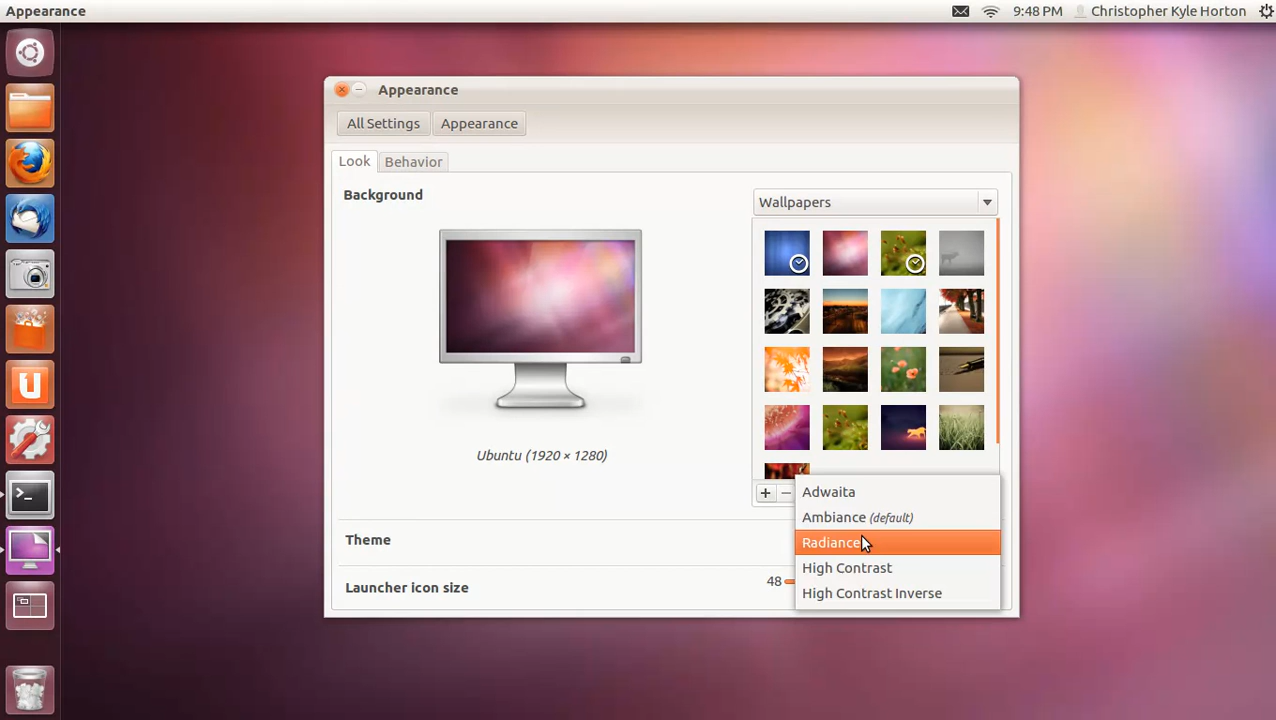 Appearance 9:48 PM Christopher Kyle Horton
Appearance
All Settings Appearance
Look Behavior
Background
Wallpapers
Ubuntu (1920 × 1280)
Adwaita
Ambiance (default)
Theme
Radiance
High Contrast
Launcher icon size 48
High Contrast Inverse